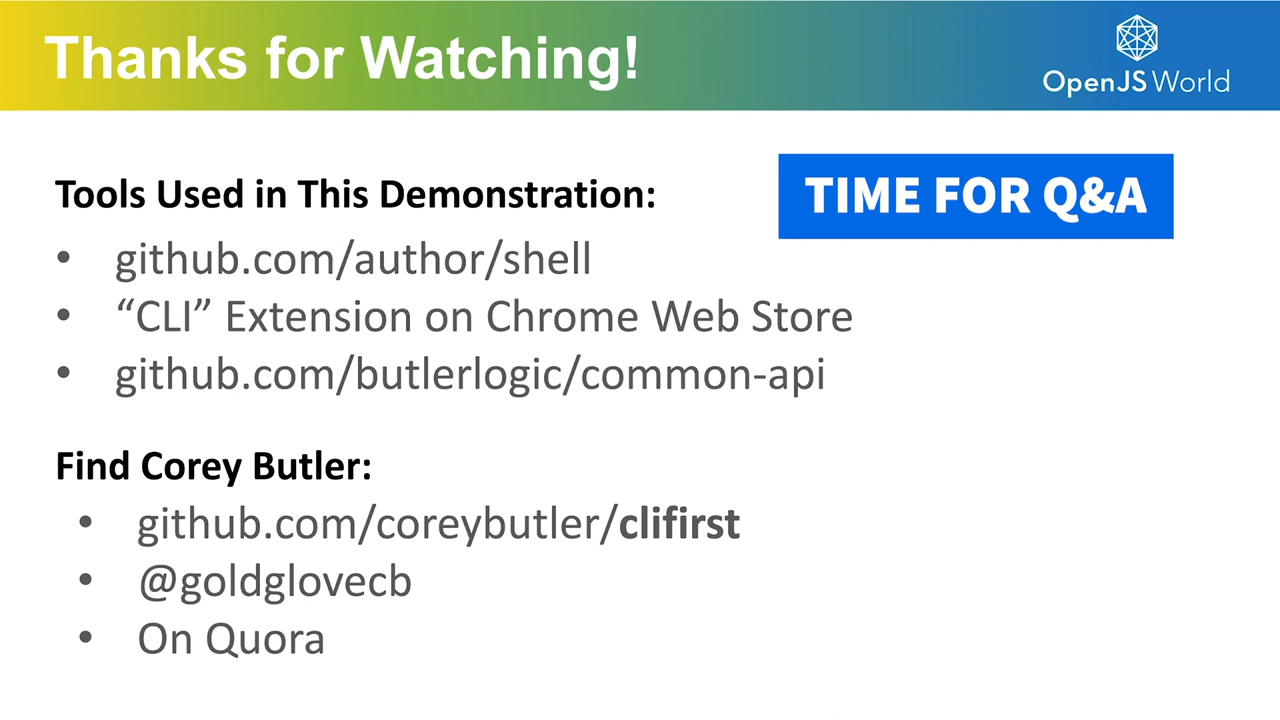 Thanks for Watching!
OpenJS World
Tools Used in This Demonstration:
TIME FOR Q&A
• github.com/author/shell
• “CLI” Extension on Chrome Web Store
• github.com/butlerlogic/common-api
Find Corey Butler:
• github.com/coreybutler/clifirst
• @goldglovecb
• On Quora